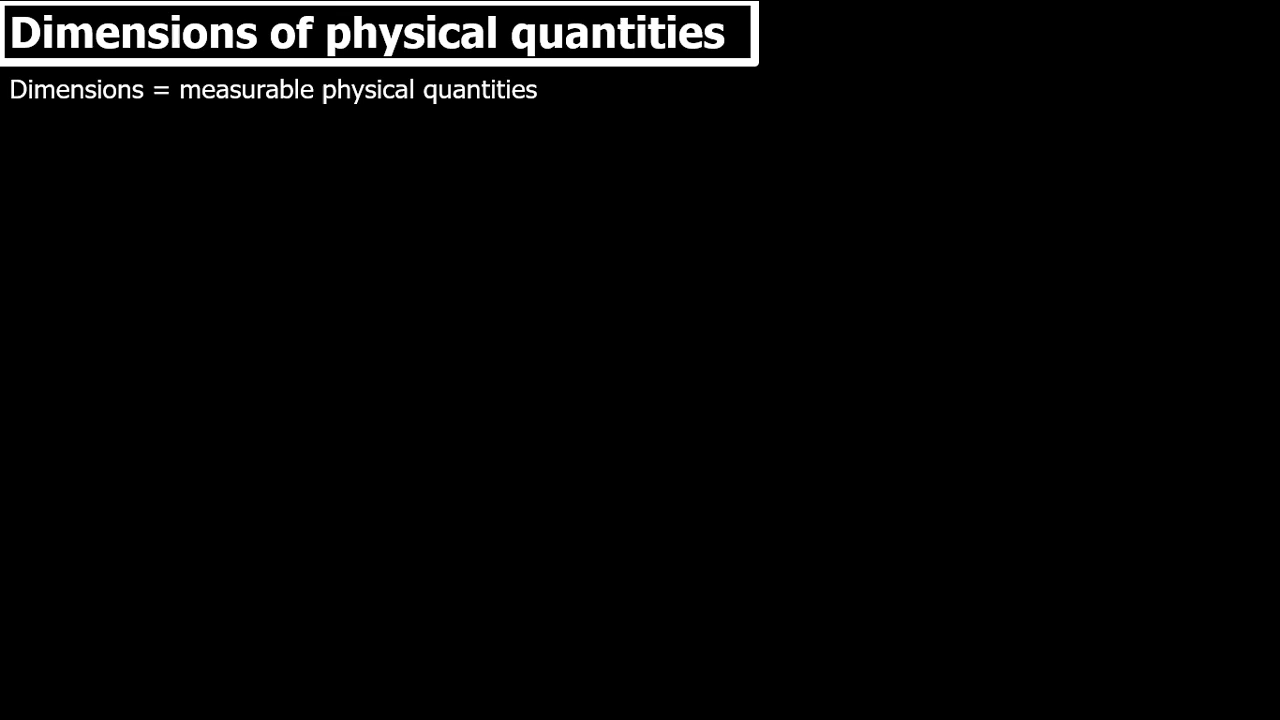 Dimensions of physical quantities
Dimensions = measurable physical quantities